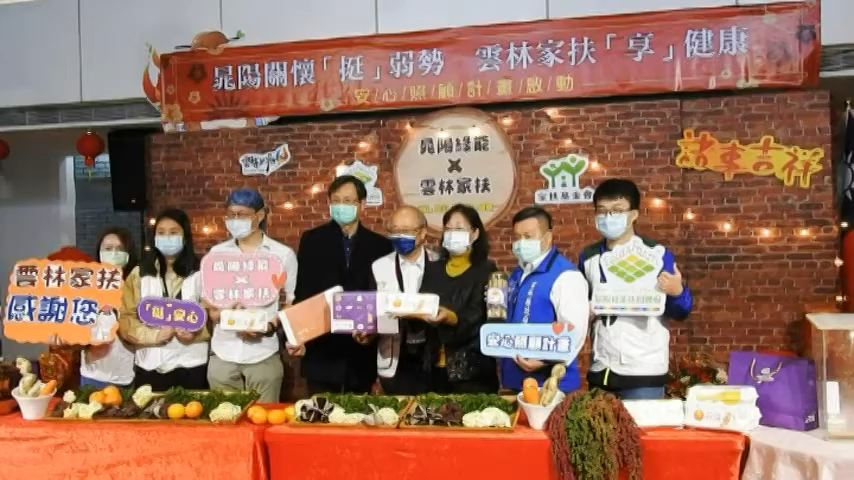 晁陽關懷「挺」弱勢　雲林家扶「享」健康
安/心/照/顧/計/畫/啟/動
晁陽綠能
×
雲林家扶
家扶基金會
諸事吉祥
雲林家扶
感謝您
「挺」安心
晁陽綠能
×
雲林家扶
安心照顧計畫